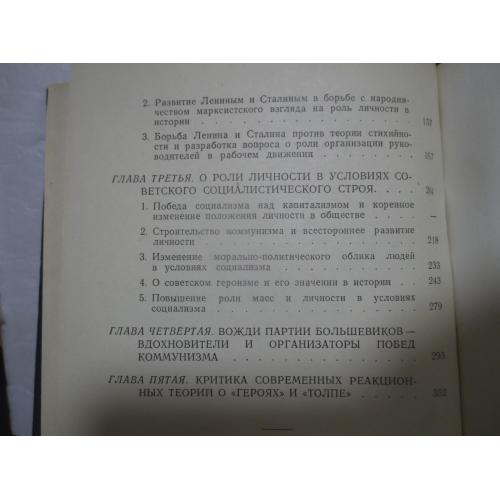 2. Развитие Лениным и Сталиным в борьбе с народни-
чеством марксистского взгляда на роль личности в
истории . . . . . . . . . . . . 132
3. Борьба Ленина и Сталина против теории стихийнос-
ти и разработка вопроса о роли организации руко-
водителей в рабочем движении . . . . . . 167
ГЛАВА ТРЕТЬЯ. О РОЛИ ЛИЧНОСТИ В УСЛОВИЯХ СО-
ВЕТСКОГО СОЦИАЛИСТИЧЕСКОГО СТРОЯ. . . .
1. Победа социализма над капитализмом и коренное
изменение положения личности в обществе . . . —
2. Строительство коммунизма и всестороннее развитие
личности . . . . . . . . . . . . 218
3. Изменение морально-политического облика людей
в условиях социализма . . . . . . . . 233
4. О советском героизме и его значении в истории . . 243
5. Повышение роли масс и личности в условиях
социализма . . . . . . . . . . . 279
ГЛАВА ЧЕТВЕРТАЯ. ВОЖДИ ПАРТИИ БОЛЬШЕВИКОВ —
ВДОХНОВИТЕЛИ И ОРГАНИЗАТОРЫ ПОБЕД
КОММУНИЗМА . . . . . . . . . . 293
ГЛАВА ПЯТАЯ. КРИТИКА СОВРЕМЕННЫХ РЕАКЦИОН-
НЫХ ТЕОРИЙ О «ГЕРОЯХ» И «ТОЛПЕ» . . . . . 352